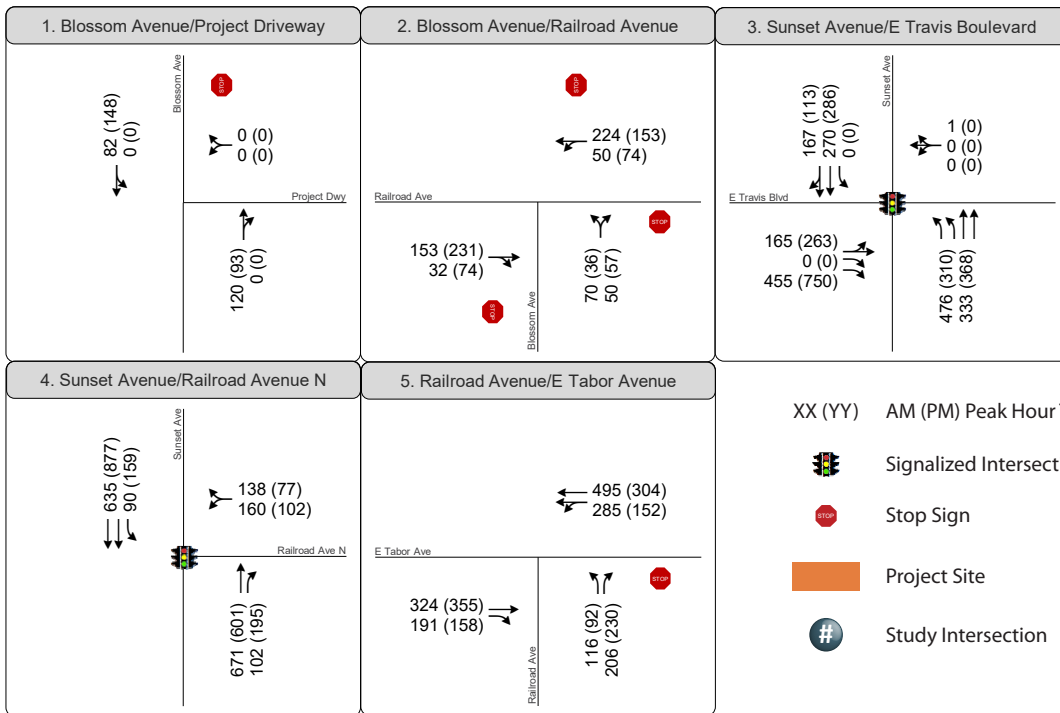 1. Blossom Avenue/Project Driveway
Blossom Ave
STOP
82 (148)
0 (0)
0 (0)
0 (0)
Project Dwy
120 (93)
0 (0)
2. Blossom Avenue/Railroad Avenue
STOP
224 (153)
50 (74)
Railroad Ave
STOP
153 (231)
32 (74)
70 (36)
50 (57)
STOP
Blossom Ave
3. Sunset Avenue/E Travis Boulevard
Sunset Ave
167 (113)
270 (286)
0 (0)
1 (0)
0 (0)
0 (0)
E Travis Blvd
165 (263)
0 (0)
455 (750)
476 (310)
333 (368)
4. Sunset Avenue/Railroad Avenue N
Sunset Ave
635 (877)
90 (159)
138 (77)
160 (102)
Railroad Ave N
671 (601)
102 (195)
5. Railroad Avenue/E Tabor Avenue
495 (304)
285 (152)
E Tabor Ave
STOP
324 (355)
191 (158)
116 (92)
206 (230)
Railroad Ave
XX (YY) AM (PM) Peak Hour
Signalized Intersect
STOP Stop Sign
Project Site
# Study Intersection